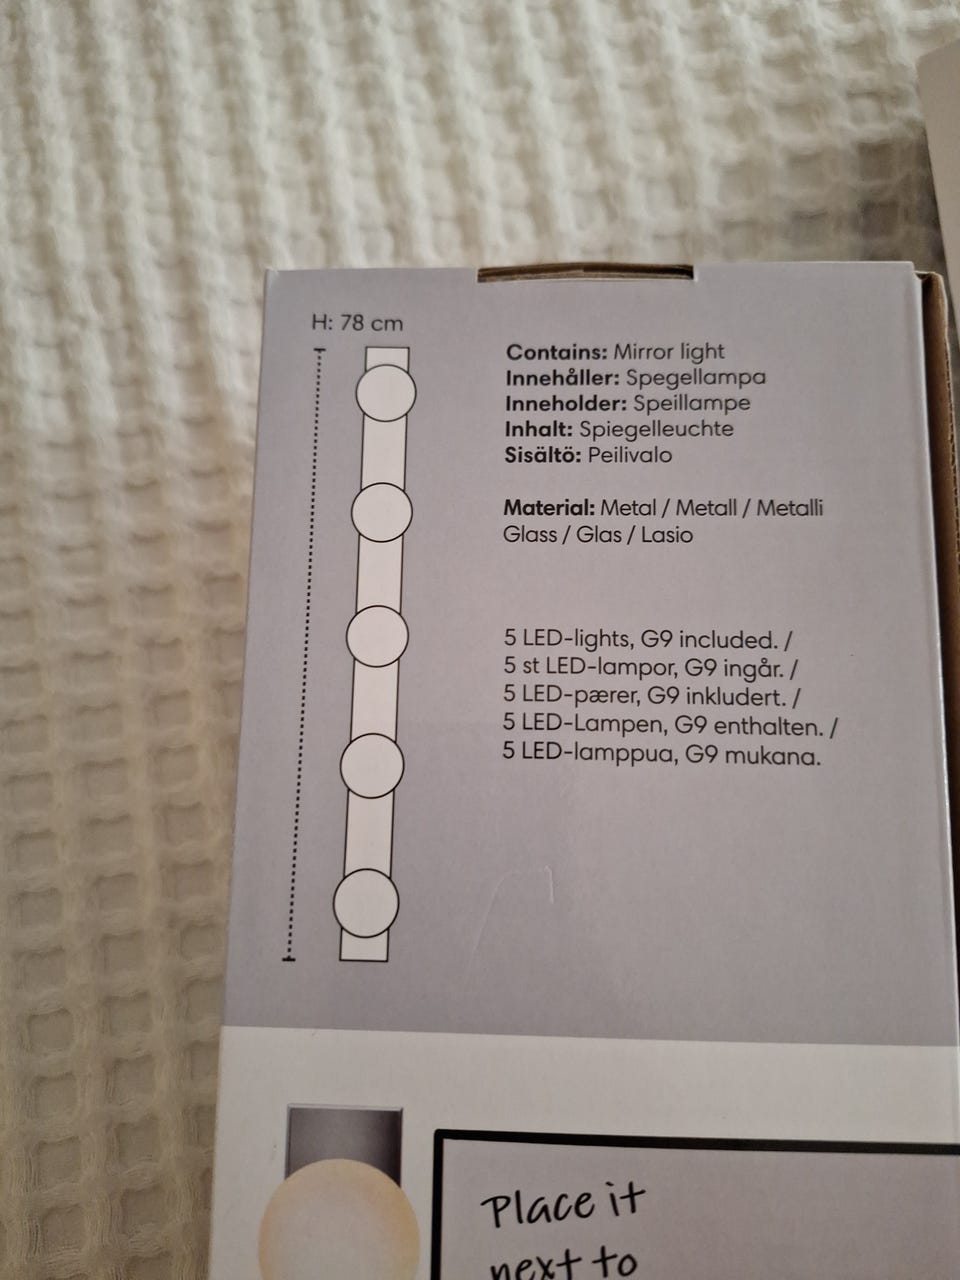 H: 78 cm
Contains: Mirror light
Innehåller: Spegellampa
Inneholder: Speillampe
Inhalt: Spiegelleuchte
Sisältö: Peilivalo
Material: Metal / Metall / Metalli
Glass / Glas / Lasio
5 LED-lights, G9 included. /
5 st LED-lampor, G9 ingår. /
5 LED-pærer, G9 inkludert. /
5 LED-Lampen, G9 enthalten. /
5 LED-lamppua, G9 mukana.
Place it
next to